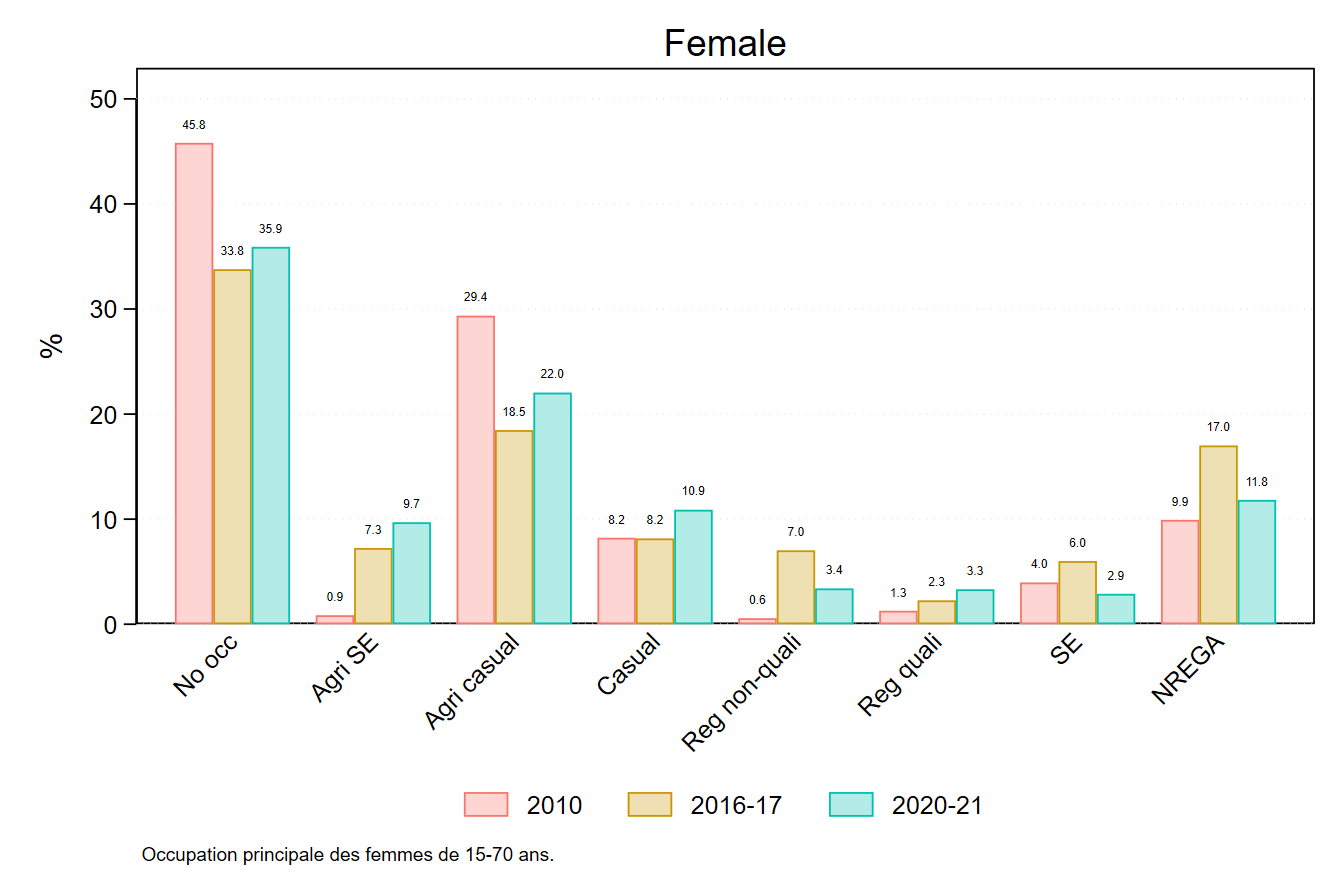 Female
%
50
40
30
20
10
0
45.8 33.8 35.9
0.9 7.3 9.7
29.4 18.5 22.0
8.2 8.2 10.9
0.6 7.0 3.4
1.3 2.3 3.3
4.0 6.0 2.9
9.9 17.0 11.8
No occ
Agri SE
Agri casual
Casual
Reg non-quali
Reg quali
SE
NREGA
2010 2016-17 2020-21
Occupation principale des femmes de 15-70 ans.